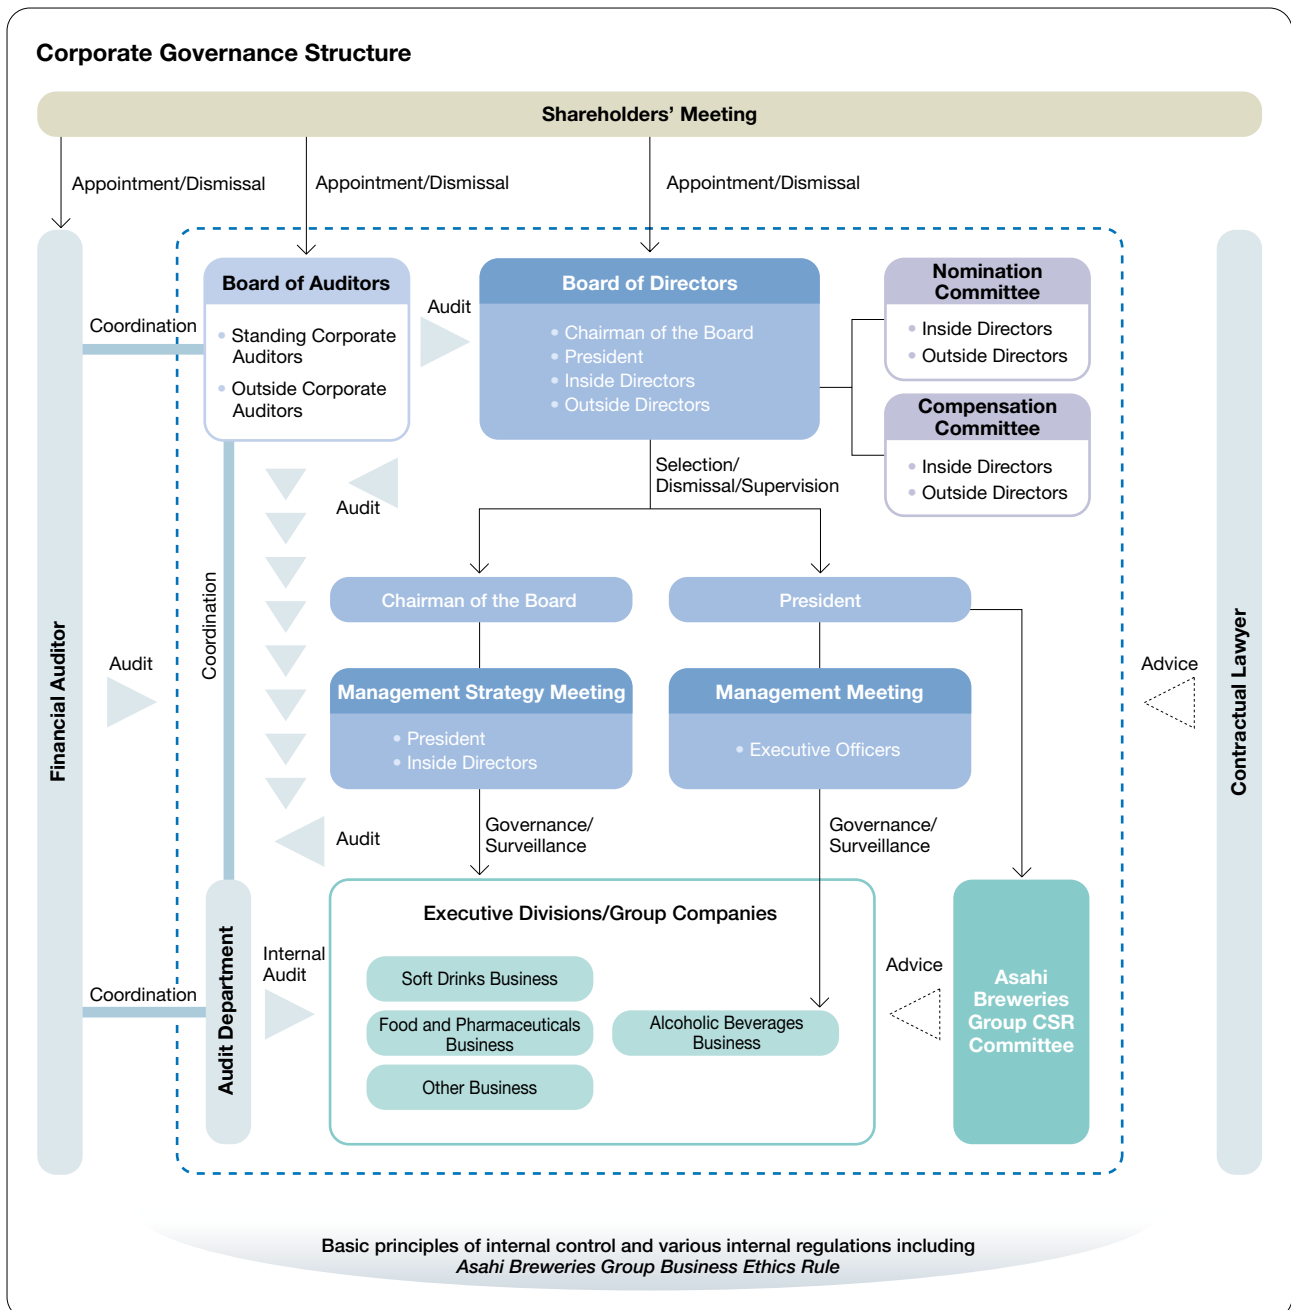 Corporate Governance Structure
Shareholders' Meeting
Appointment/Dismissal
Appointment/Dismissal
Appointment/Dismissal
Financial Auditor
Coordination
Board of Auditors
• Standing Corporate
Auditors
• Outside Corporate
Auditors
Audit
Board of Directors
• Chairman of the Board
• President
• Inside Directors
• Outside Directors
Nomination
Committee
• Inside Directors
• Outside Directors
Compensation
Committee
• Inside Directors
• Outside Directors
Selection/
Dismissal/Supervision
Audit
Coordination
Chairman of the Board
President
Audit
Management Strategy Meeting
• President
• Inside Directors
Management Meeting
• Executive Officers
Advice
Contractual Lawyer
Audit
Governance/
Surveillance
Governance/
Surveillance
Coordination
Audit Department
Internal
Audit
Executive Divisions/Group Companies
Soft Drinks Business
Food and Pharmaceuticals
Business
Other Business
Alcoholic Beverages
Business
Advice
Asahi
Breweries
Group CSR
Committee
Basic principles of internal control and various internal regulations including
Asahi Breweries Group Business Ethics Rule